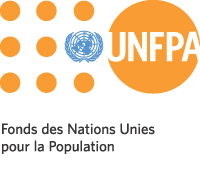 UNFPA
Fonds des Nations Unies
pour la Population